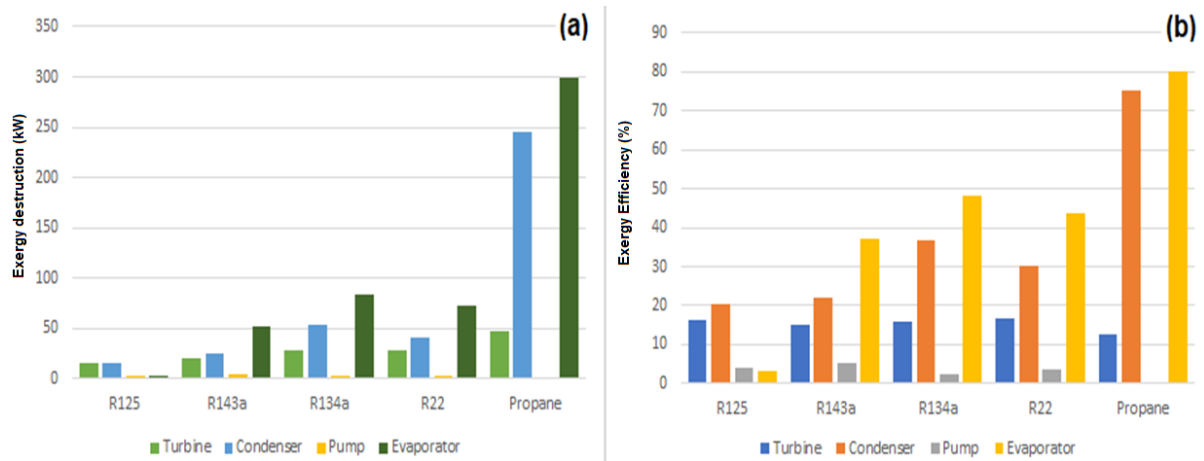 (a)
Exergy destruction (kW)
350
300
250
200
150
100
50
0
R125 R143a R134a R22 Propane
Turbine Condenser Pump Evaporator
(b)
Exergy Efficiency (%)
90
80
70
60
50
40
30
20
10
0
R125 R143a R134a R22 Propane
Turbine Condenser Pump Evaporator